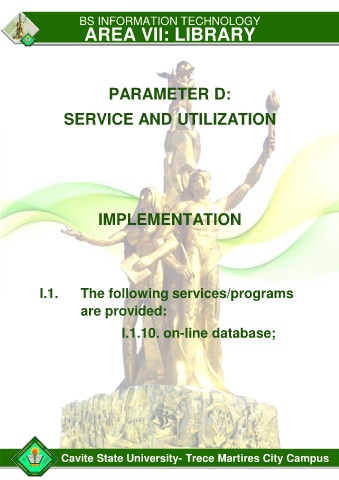 BS INFORMATION TECHNOLOGY
AREA VII: LIBRARY
PARAMETER D:
SERVICE AND UTILIZATION
IMPLEMENTATION
I.1. The following services/programs
are provided:
I.1.10. on-line database;
Cavite State University- Trece Martires City Campus